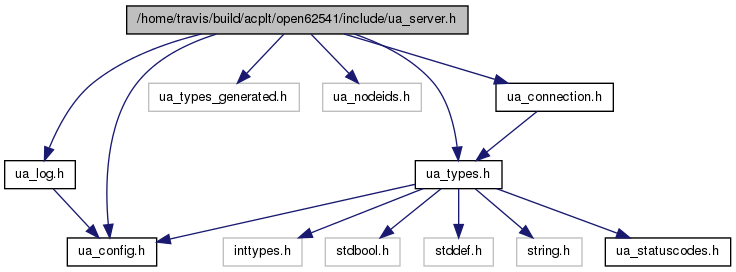 /home/travis/build/acplt/open62541/include/ua_server.h
ua_types_generated.h
ua_nodeids.h
ua_connection.h
ua_log.h
ua_types.h
ua_config.h
inttypes.h
stdbool.h
stddef.h
string.h
ua_statuscodes.h